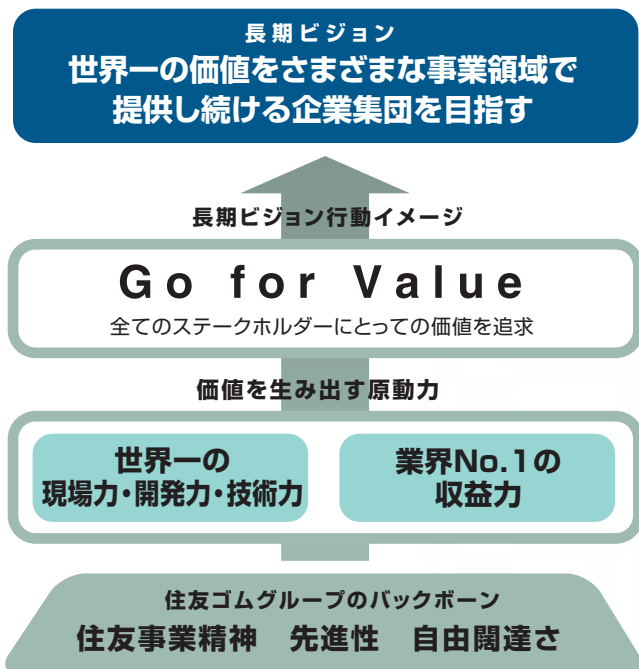 長期ビジョン
世界一の価値をさまざまな事業領域で
提供し続ける企業集団を目指す
長期ビジョン行動イメージ
Go for Value
全てのステークホルダーにとっての価値を追求
価値を生み出す原動力
世界一の
現場力・開発力・技術力
業界No.1の
収益力
住友ゴムグループのバックボーン
住友事業精神 先進性 自由闊達さ